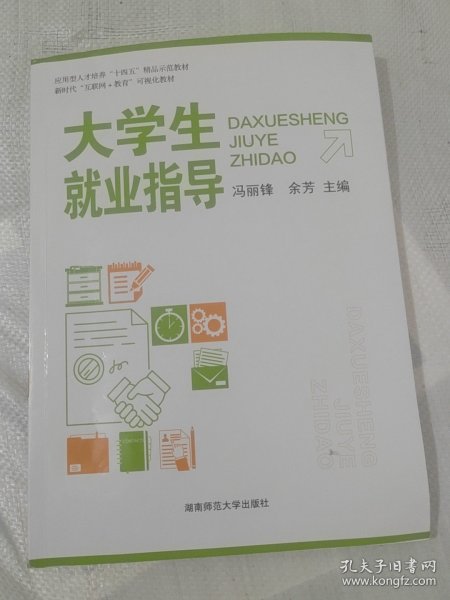 应用型人才培养“十四五”精品示范教材
新时代“互联网+教育”可视化教材
大学生
就业指导
DAXUESHENG
JIUYE
ZHIDAO
冯丽锋 余芳 主编
DAXUESHENG
JIUYE
ZHIDAO
湖南师范大学出版社
孔夫子旧书网
www.kongfz.com